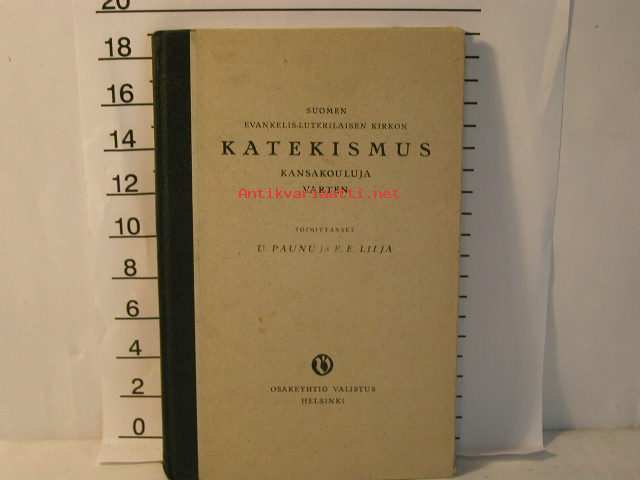 20
18
16
14
12
10
8
6
4
2
0
SUOMEN
EVANKELIS-LUTERILAISEN KIRKON
KATEKISMUS
KANSAKOULUJA
VARTEN
Antikvariaatti.net
TOIMITTANEET
U. PAUNU JA E. E. LILJA
OSAKEYHTIÖ VALISTUS
HELSINKI